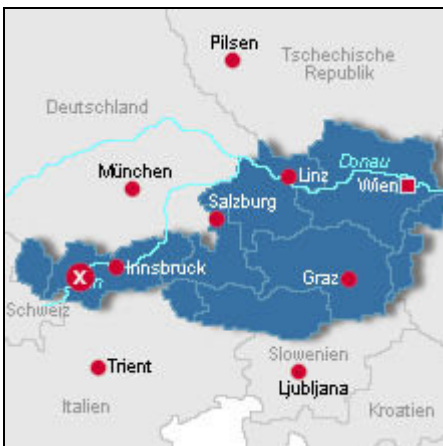 Pilsen
Tschechische
Republik
Deutschland
Donau
München
Linz
Wien
Salzburg
Innsbruck
X
Graz
Schweiz
Trient
Slowenien
Ljubljana
Italien
Kroatien